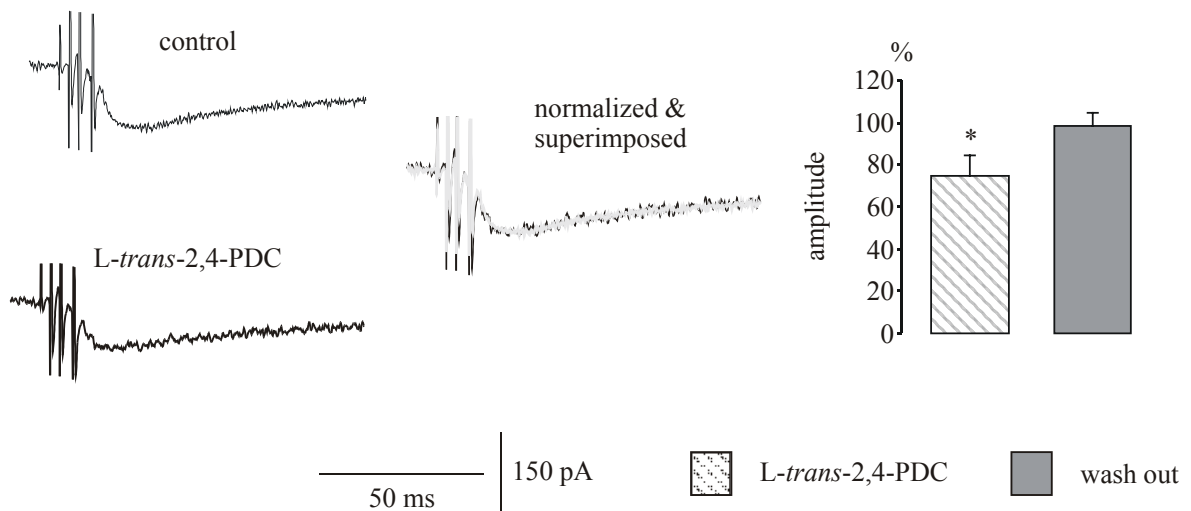 control
normalized &
superimposed
L-trans-2,4-PDC
%
120
100
80
60
40
20
0
amplitude
*
150 pA
50 ms
L-trans-2,4-PDC
wash out